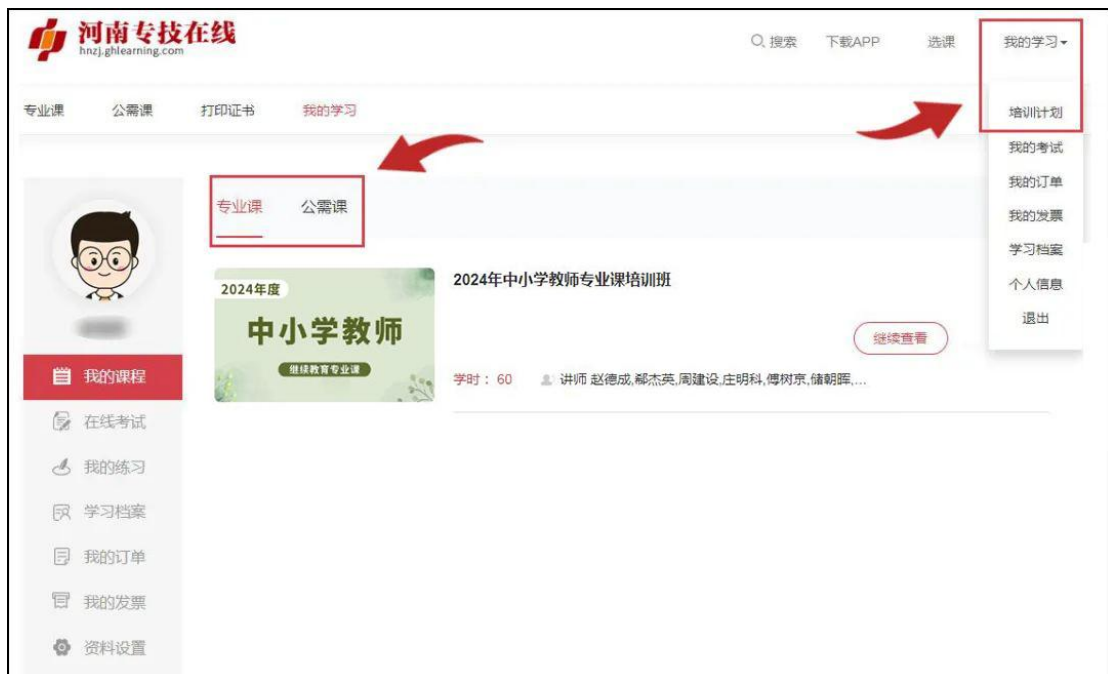 河南专技在线
hnzj.ghlearning.com
搜索 下载APP 选课 我的学习
专业课 公需课 打印证书 我的学习
培训计划
我的考试
我的订单
我的发票
学习档案
个人信息
退出
专业课 公需课
2024年度
中小学教师
继续教育专业课
2024年中小学教师专业课培训班
继续查看
学时： 60 讲师 赵德成,鄢杰英,周建设,庄明科,傅树京,储朝晖,...
我的课程
在线考试
我的练习
学习档案
我的订单
我的发票
资料设置